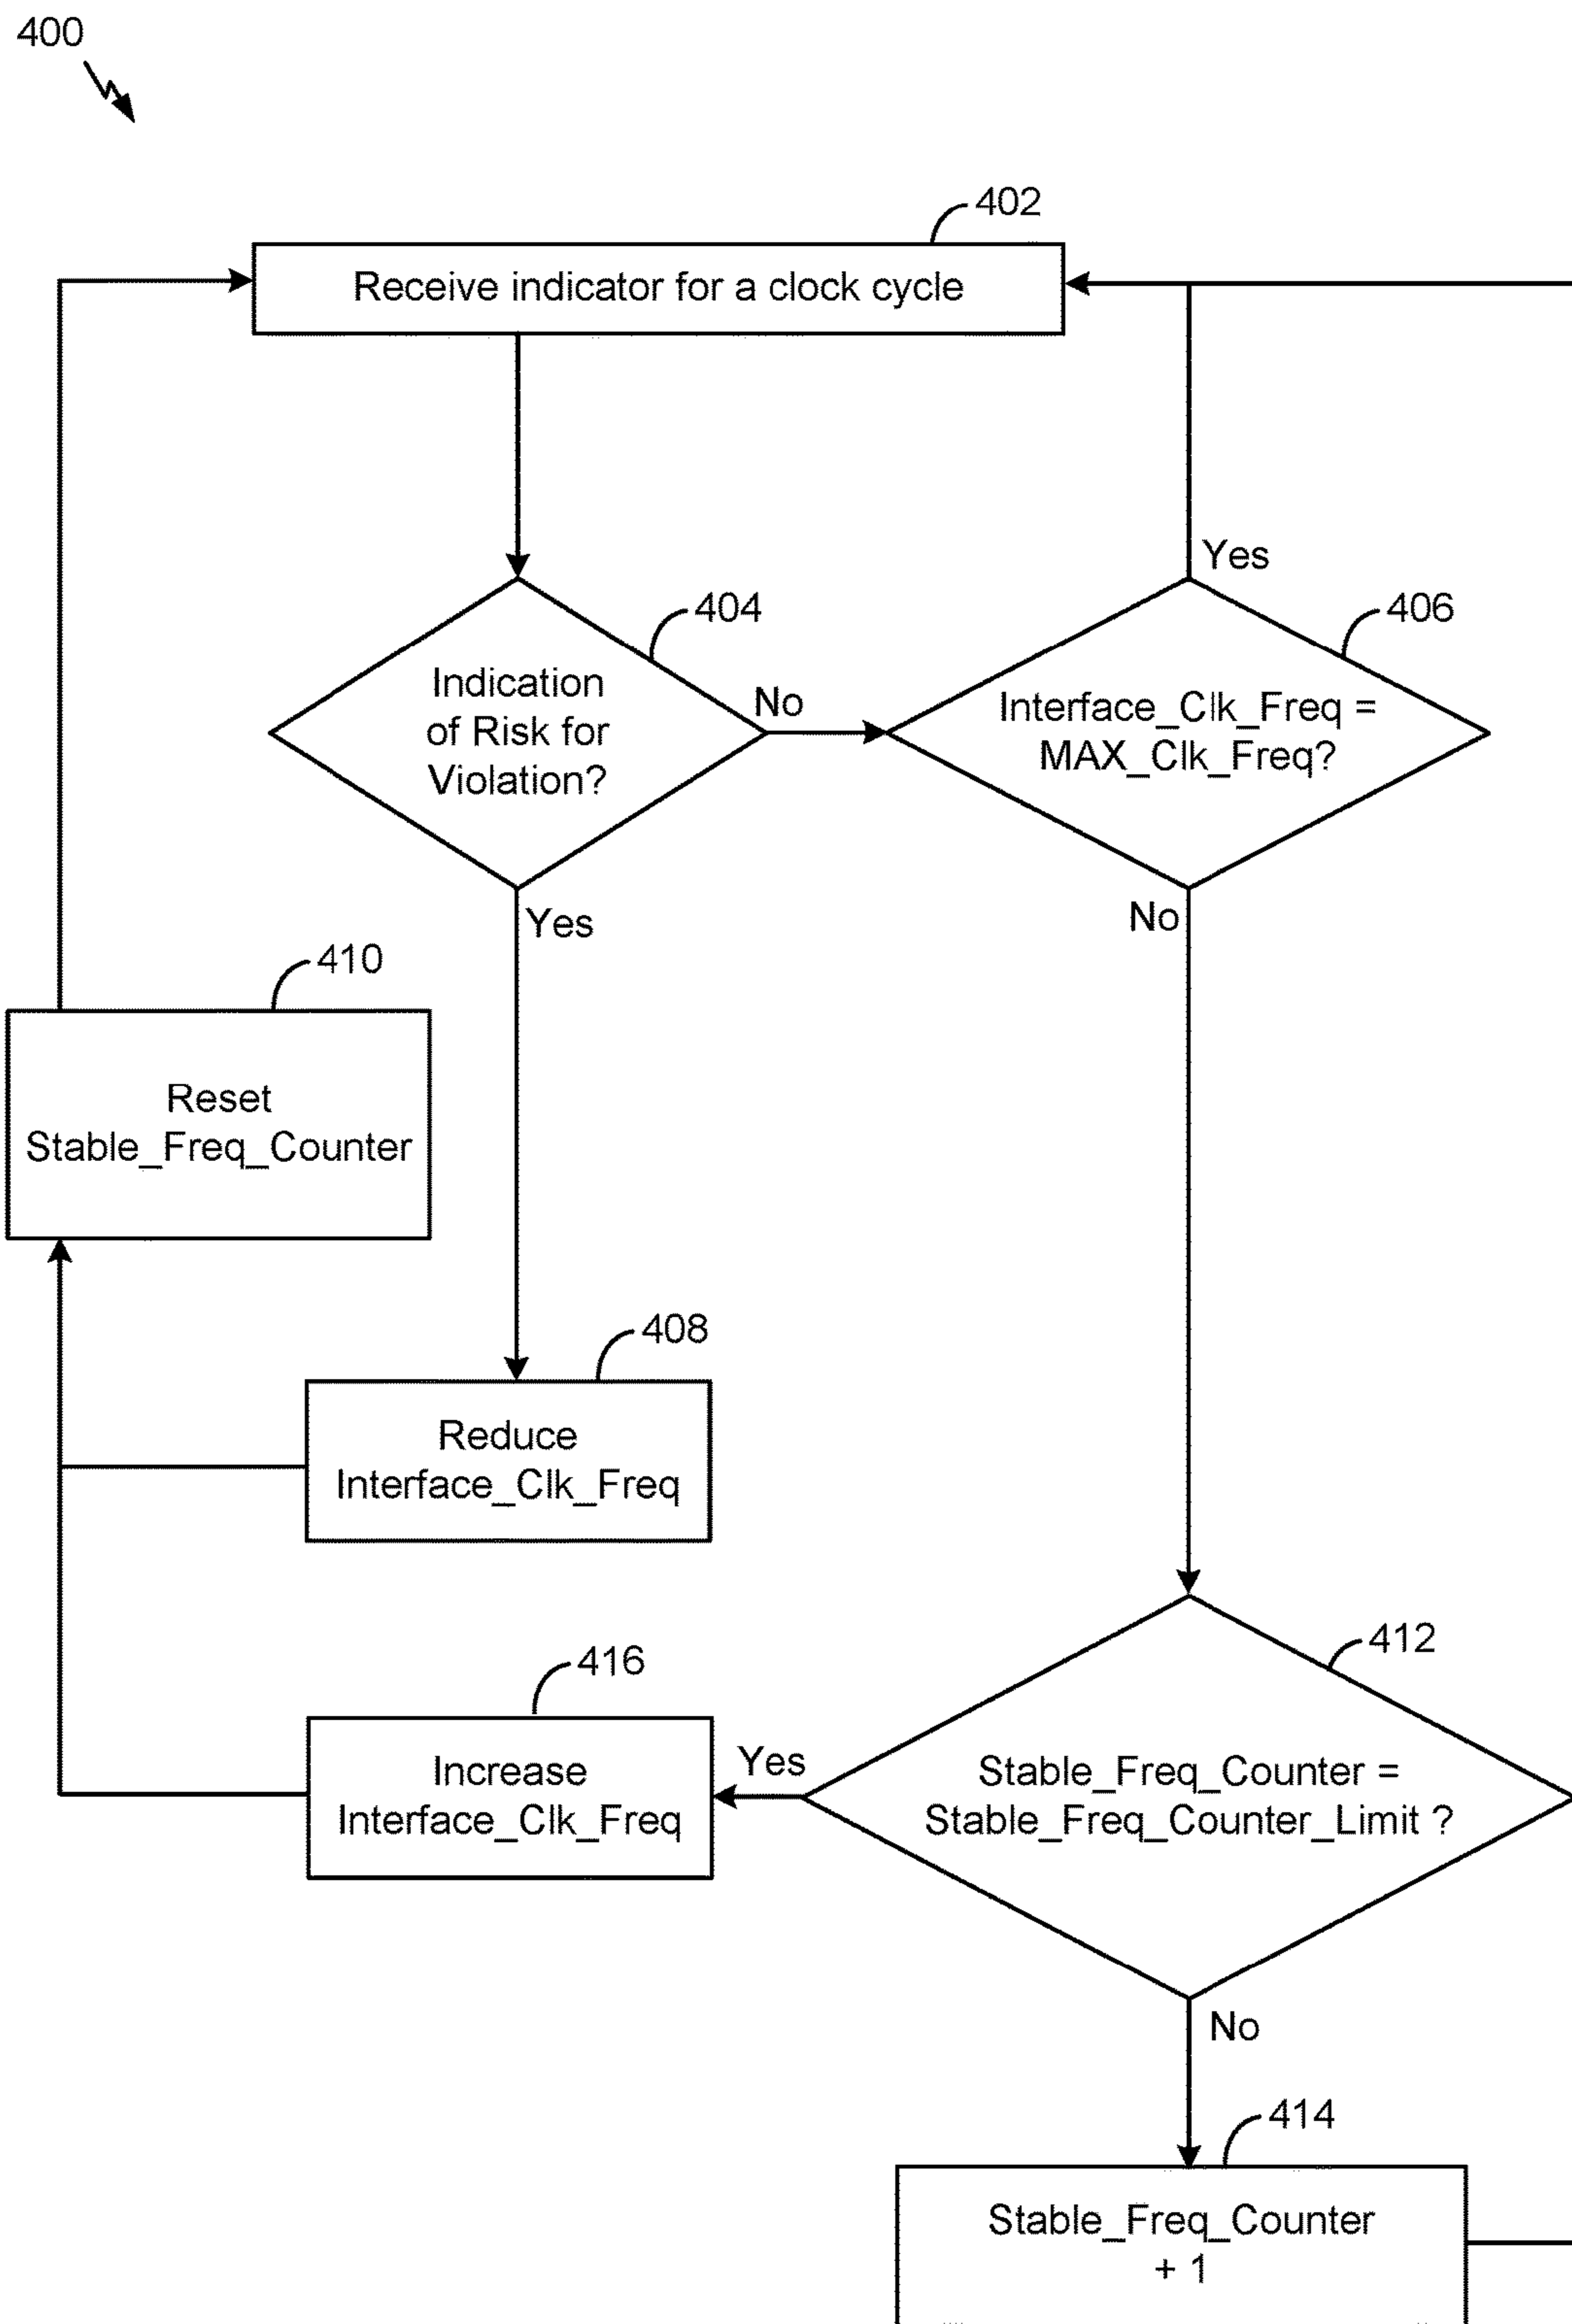 400
402
Receive indicator for a clock cycle
Yes
404
406
Indication
of Risk for
Violation?
No
Interface_Clk_Freq =
MAX_Clk_Freq?
Yes
No
410
Reset
Stable_Freq_Counter
408
Reduce
Interface_Clk_Freq
412
416
Increase
Interface_Clk_Freq
Yes
Stable_Freq_Counter =
Stable_Freq_Counter_Limit ?
No
414
Stable_Freq_Counter
+ 1